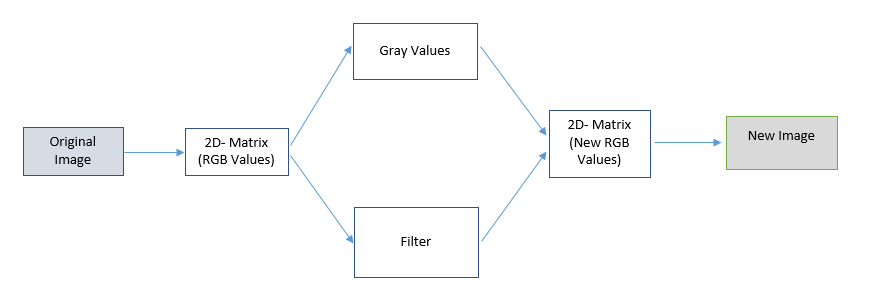 Original
Image
2D- Matrix
(RGB Values)
Gray Values
Filter
2D- Matrix
(New RGB
Values)
New Image